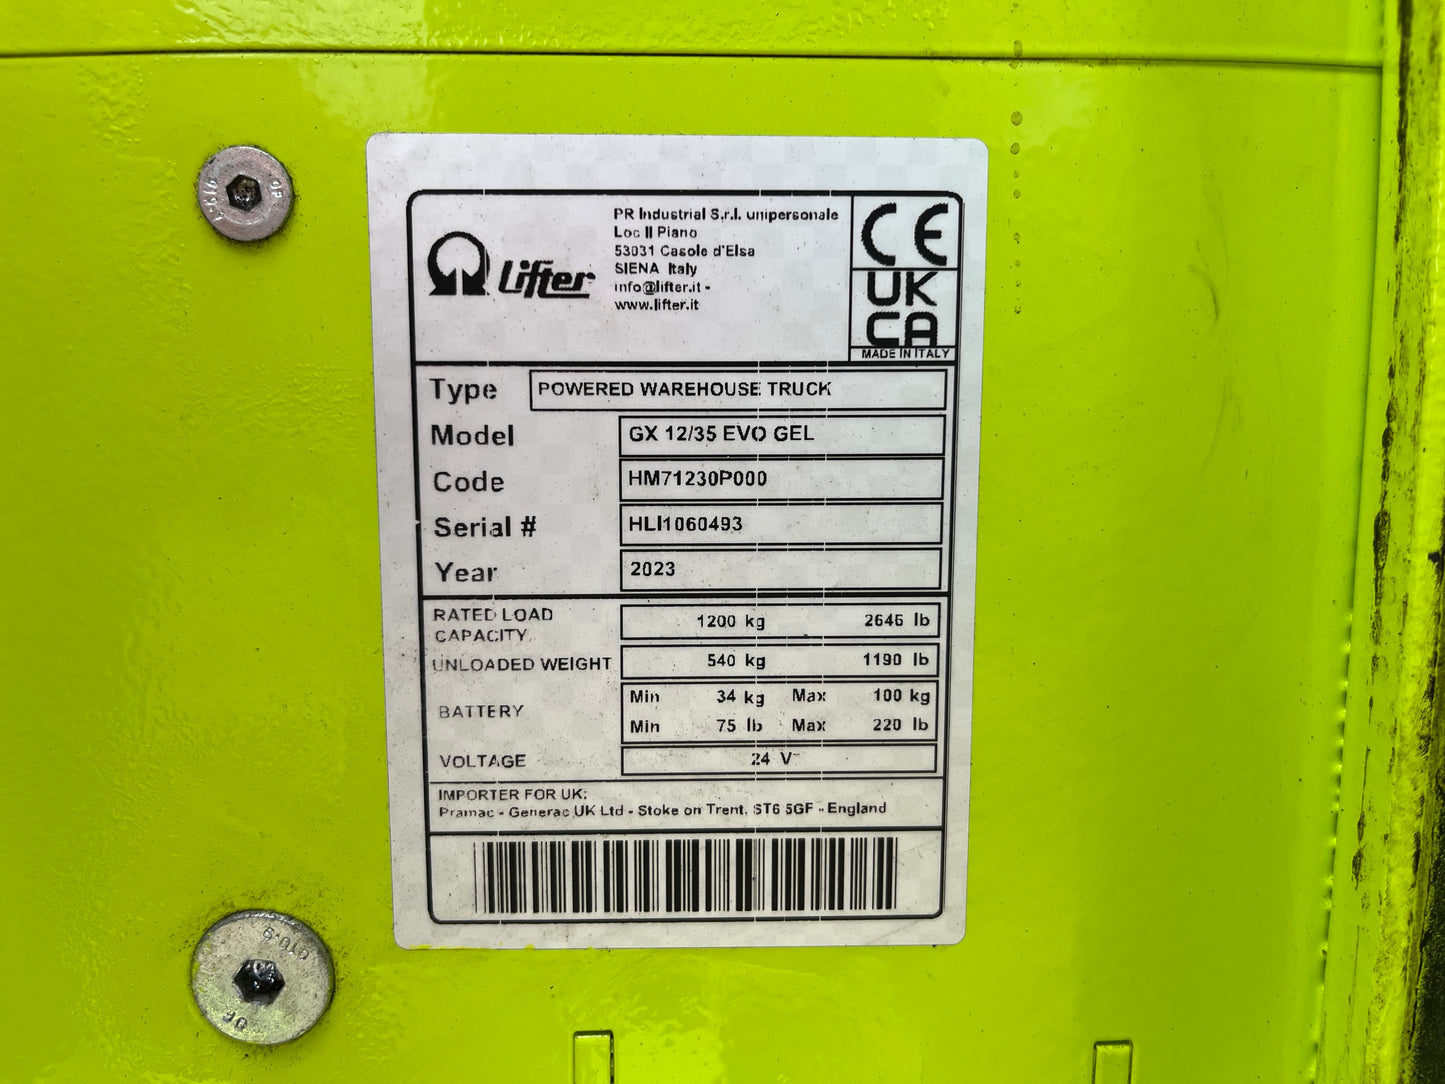 Lifter
PR Industrial S.r.l. unipersonale
Loc Il Piano
53031 Casole d'Elsa
SIENA Italy
info@lifter.it -
www.lifter.it
CE
UK
CA
MADE IN ITALY
Type POWERED WAREHOUSE TRUCK
Model GX 12/35 EVO GEL
Code HM71230P000
Serial # HLI1060493
Year 2023
RATED LOAD
CAPACITY 1200 kg 2646 lb
UNLOADED WEIGHT 540 kg 1190 lb
BATTERY
Min 34 kg Max 100 kg
Min 75 lb Max 220 lb
VOLTAGE 24 V
IMPORTER FOR UK:
Pramac - Generac UK Ltd - Stoke on Trent, ST6 5GF - England